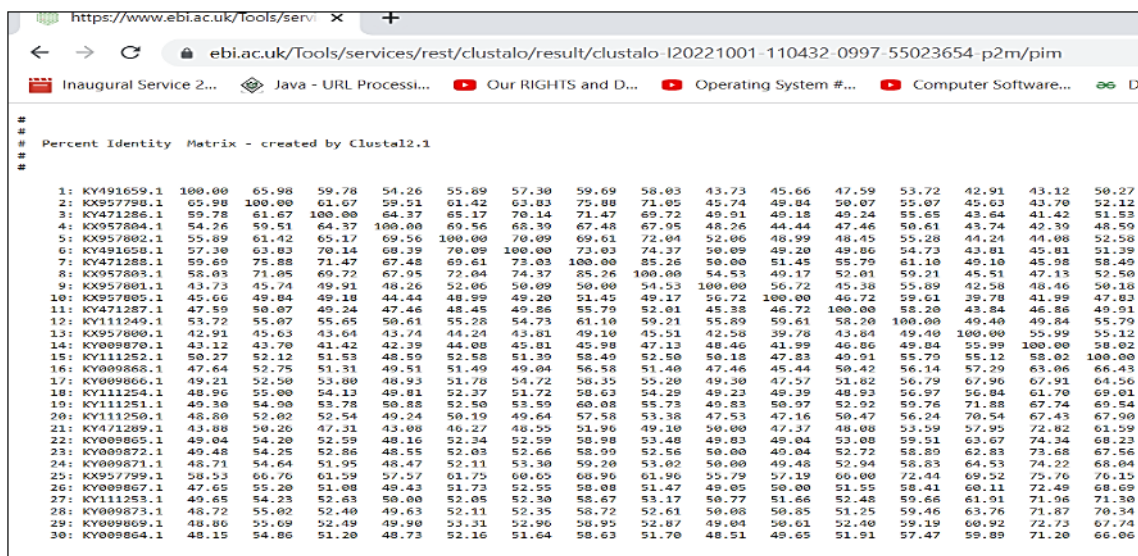 https://www.ebi.ac.uk/Tools/servi × +
ebi.ac.uk/Tools/services/rest/clustalo/result/clustalo-I20221001-110432-0997-55023654-p2m/pim
Inaugural Service 2... Java - URL Processi... Our RIGHTS and D... Operating System #... Computer Software... D
#
#
# Percent Identity Matrix - created by Clustal2.1
#
#
1: KY491659.1 100.00 65.98 59.78 54.26 55.89 57.30 59.69 58.03 43.73 45.66 47.59 53.72 42.91 43.12 50.27
2: KX957798.1 65.98 100.00 61.67 59.51 61.42 63.83 75.88 71.05 45.74 49.84 50.07 55.07 45.63 43.70 52.12
3: KY471286.1 59.78 61.67 100.00 64.37 65.17 70.14 71.47 69.72 49.91 49.18 49.24 55.65 43.64 41.42 51.53
4: KX957804.1 54.26 59.51 64.37 100.00 69.56 68.39 67.48 67.95 48.26 44.44 47.46 50.61 43.74 42.39 48.59
5: KX957802.1 55.89 61.42 65.17 69.56 100.00 70.09 69.61 72.04 52.06 48.99 48.45 55.28 44.24 44.08 52.58
6: KY491658.1 57.30 63.83 70.14 68.39 70.09 100.00 73.03 74.37 50.09 49.20 49.86 54.73 43.81 45.81 51.39
7: KY471288.1 59.69 75.88 71.47 67.48 69.61 73.03 100.00 85.26 50.00 51.45 55.79 61.10 49.10 45.98 58.49
8: KX957803.1 58.03 71.05 69.72 67.95 72.04 74.37 85.26 100.00 54.53 49.17 52.01 59.21 45.51 47.13 52.50
9: KX957801.1 43.73 45.74 49.91 48.26 52.06 50.09 50.00 54.53 100.00 56.72 45.38 55.89 42.58 48.46 50.18
10: KX957805.1 45.66 49.84 49.18 44.44 48.99 49.20 51.45 49.17 56.72 100.00 46.72 59.61 39.78 41.99 47.83
11: KY471287.1 47.59 50.07 49.24 47.46 48.45 49.86 55.79 52.01 45.38 46.72 100.00 58.20 43.84 46.86 49.91
12: KY111249.1 53.72 55.07 55.65 50.61 55.28 54.73 61.10 59.21 55.89 59.61 58.20 100.00 49.40 49.84 55.79
13: KX957800.1 42.91 45.63 43.64 43.74 44.24 43.81 49.10 45.51 42.58 39.78 43.84 49.40 100.00 55.99 55.12
14: KY009870.1 43.12 43.70 41.42 42.39 44.08 45.81 45.98 47.13 48.46 41.99 46.86 49.84 55.99 100.00 58.02
15: KY111252.1 50.27 52.12 51.53 48.59 52.58 51.39 58.49 52.50 50.18 47.83 49.91 55.79 55.12 58.02 100.00
16: KY009868.1 47.64 52.75 51.31 49.51 51.49 49.04 56.58 51.40 47.46 45.44 50.42 56.14 57.29 63.06 66.43
17: KY009866.1 49.21 52.50 53.80 48.93 51.78 54.72 58.35 55.20 49.30 47.57 51.82 56.79 67.96 67.91 64.56
18: KY111254.1 48.96 55.00 54.13 49.81 52.37 51.72 58.63 54.29 49.23 49.39 48.93 56.97 56.84 61.70 69.01
19: KY111251.1 49.30 54.90 53.78 50.88 52.50 53.59 60.08 55.73 49.83 50.97 52.92 59.76 71.88 67.74 69.54
20: KY111250.1 48.80 52.02 52.54 49.24 50.19 49.64 57.58 53.38 47.53 47.16 50.47 56.24 70.54 67.43 67.90
21: KY471289.1 43.88 50.26 47.31 43.08 46.27 48.55 51.96 49.10 50.00 47.37 48.08 53.59 57.95 72.82 61.59
22: KY009865.1 49.04 54.20 52.59 48.16 52.34 52.59 58.98 53.48 49.83 49.04 53.08 59.51 63.67 74.34 68.23
23: KY009872.1 49.48 54.25 52.86 48.55 52.03 52.66 58.99 52.56 50.00 49.04 52.72 58.89 62.83 73.68 67.56
24: KY009871.1 48.71 54.64 51.95 48.47 52.11 53.30 59.20 53.02 50.00 49.48 52.94 58.83 64.53 74.22 68.04
25: KX957799.1 58.53 66.76 61.59 57.57 61.75 60.65 68.96 61.96 55.79 57.19 66.00 72.44 69.52 75.76 76.15
26: KY009867.1 47.65 55.20 51.08 49.43 51.73 52.55 58.08 51.47 49.05 50.00 51.55 58.41 60.11 72.49 68.69
27: KY111253.1 49.65 54.23 52.63 50.00 52.05 52.30 58.67 53.17 50.77 51.66 52.48 59.66 61.91 71.96 71.30
28: KY009873.1 48.72 55.02 52.40 49.63 52.11 52.35 58.72 52.61 50.08 50.85 51.25 59.46 63.76 71.87 70.34
29: KY009869.1 48.86 55.69 52.49 49.90 53.31 52.96 58.95 52.87 49.04 50.61 52.40 59.19 60.92 72.73 67.74
30: KY009864.1 48.15 54.86 51.20 48.73 52.16 51.64 58.63 51.70 48.51 49.65 51.91 57.47 59.89 71.20 66.06